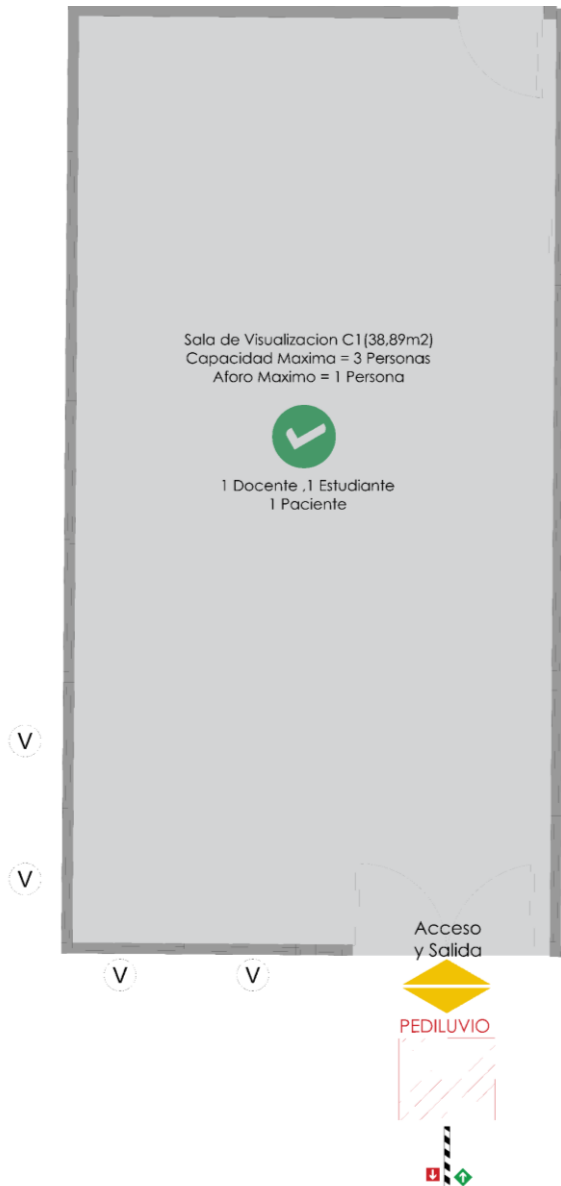 Sala de Visualizacion C1(38,89m2)
Capacidad Maxima = 3 Personas
Aforo Maximo = 1 Persona
1 Docente ,1 Estudiante
1 Paciente
V
V
Acceso
y Salida
V
V
PEDILUVIO